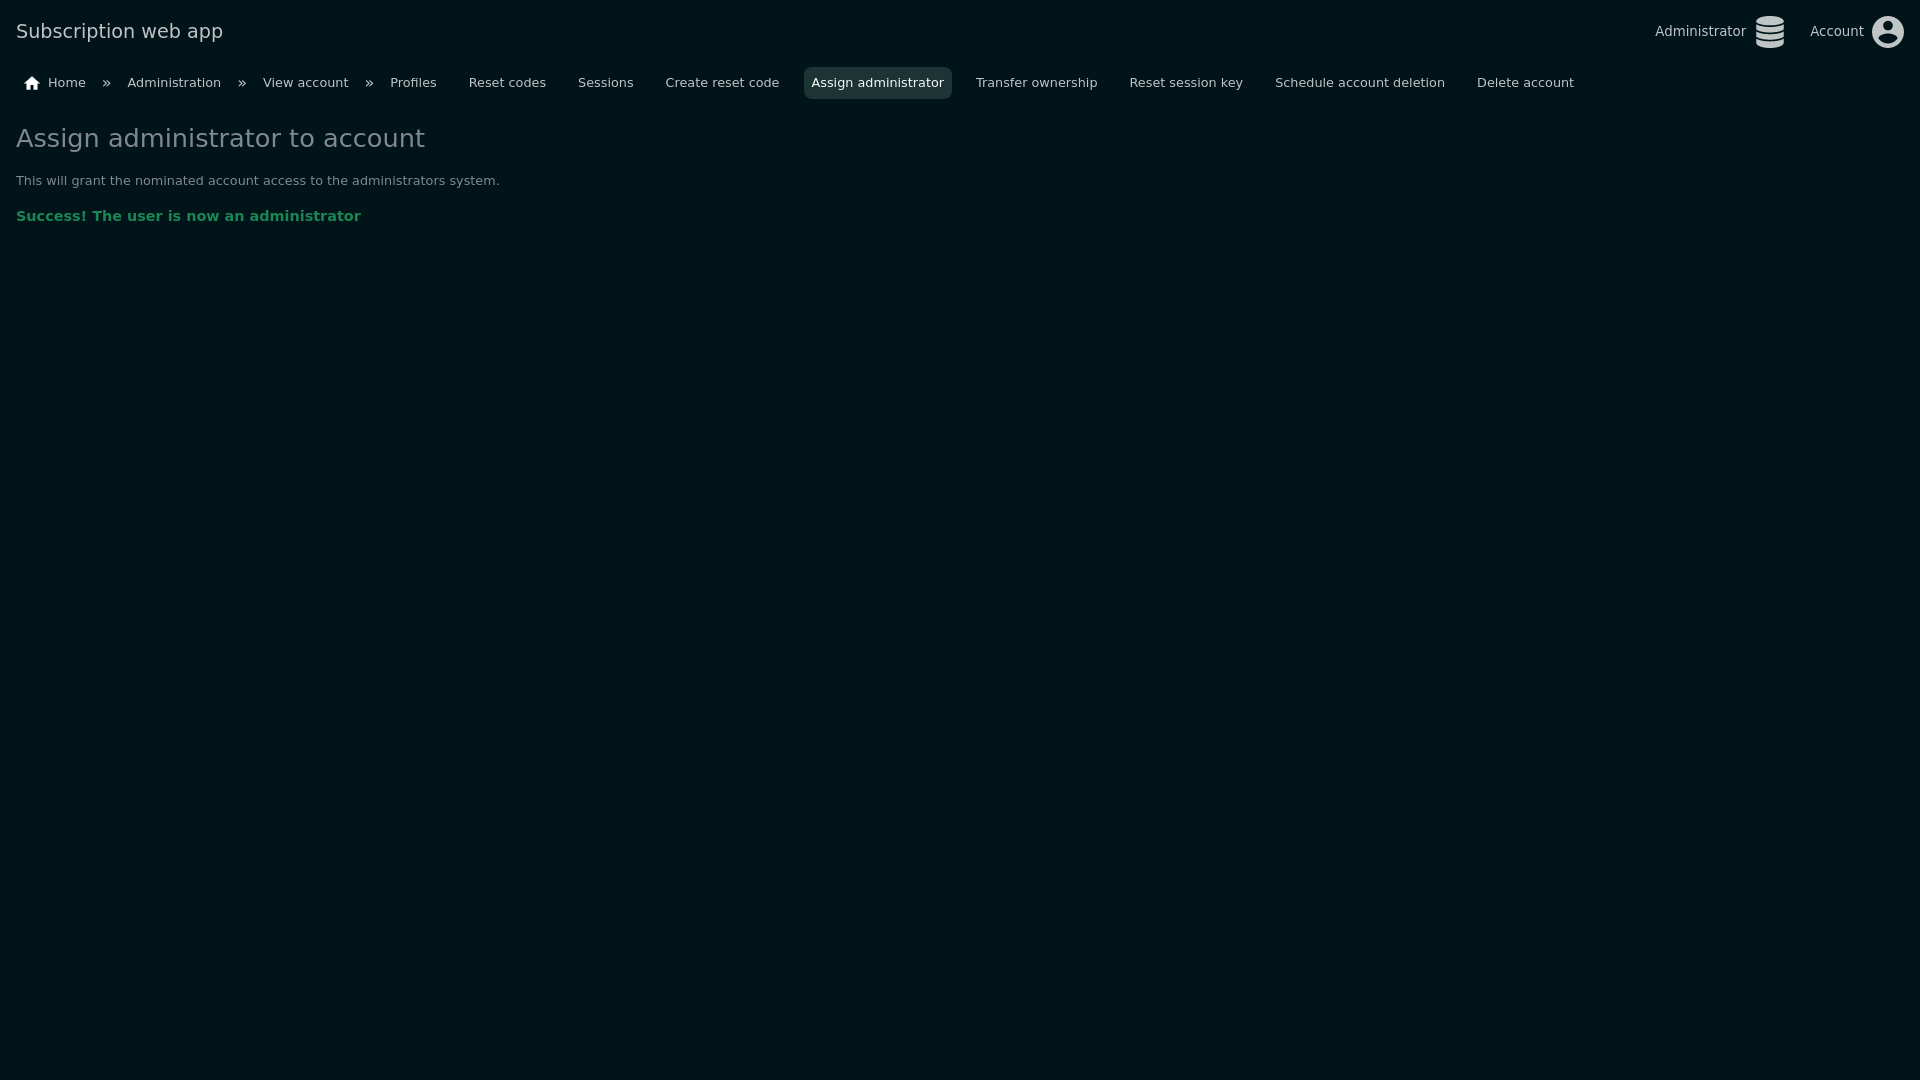 Subscription web app
Administrator
Account
Home » Administration » View account » Profiles Reset codes Sessions Create reset code Assign administrator Transfer ownership Reset session key Schedule account deletion Delete account
Assign administrator to account
This will grant the nominated account access to the administrators system.
Success! The user is now an administrator